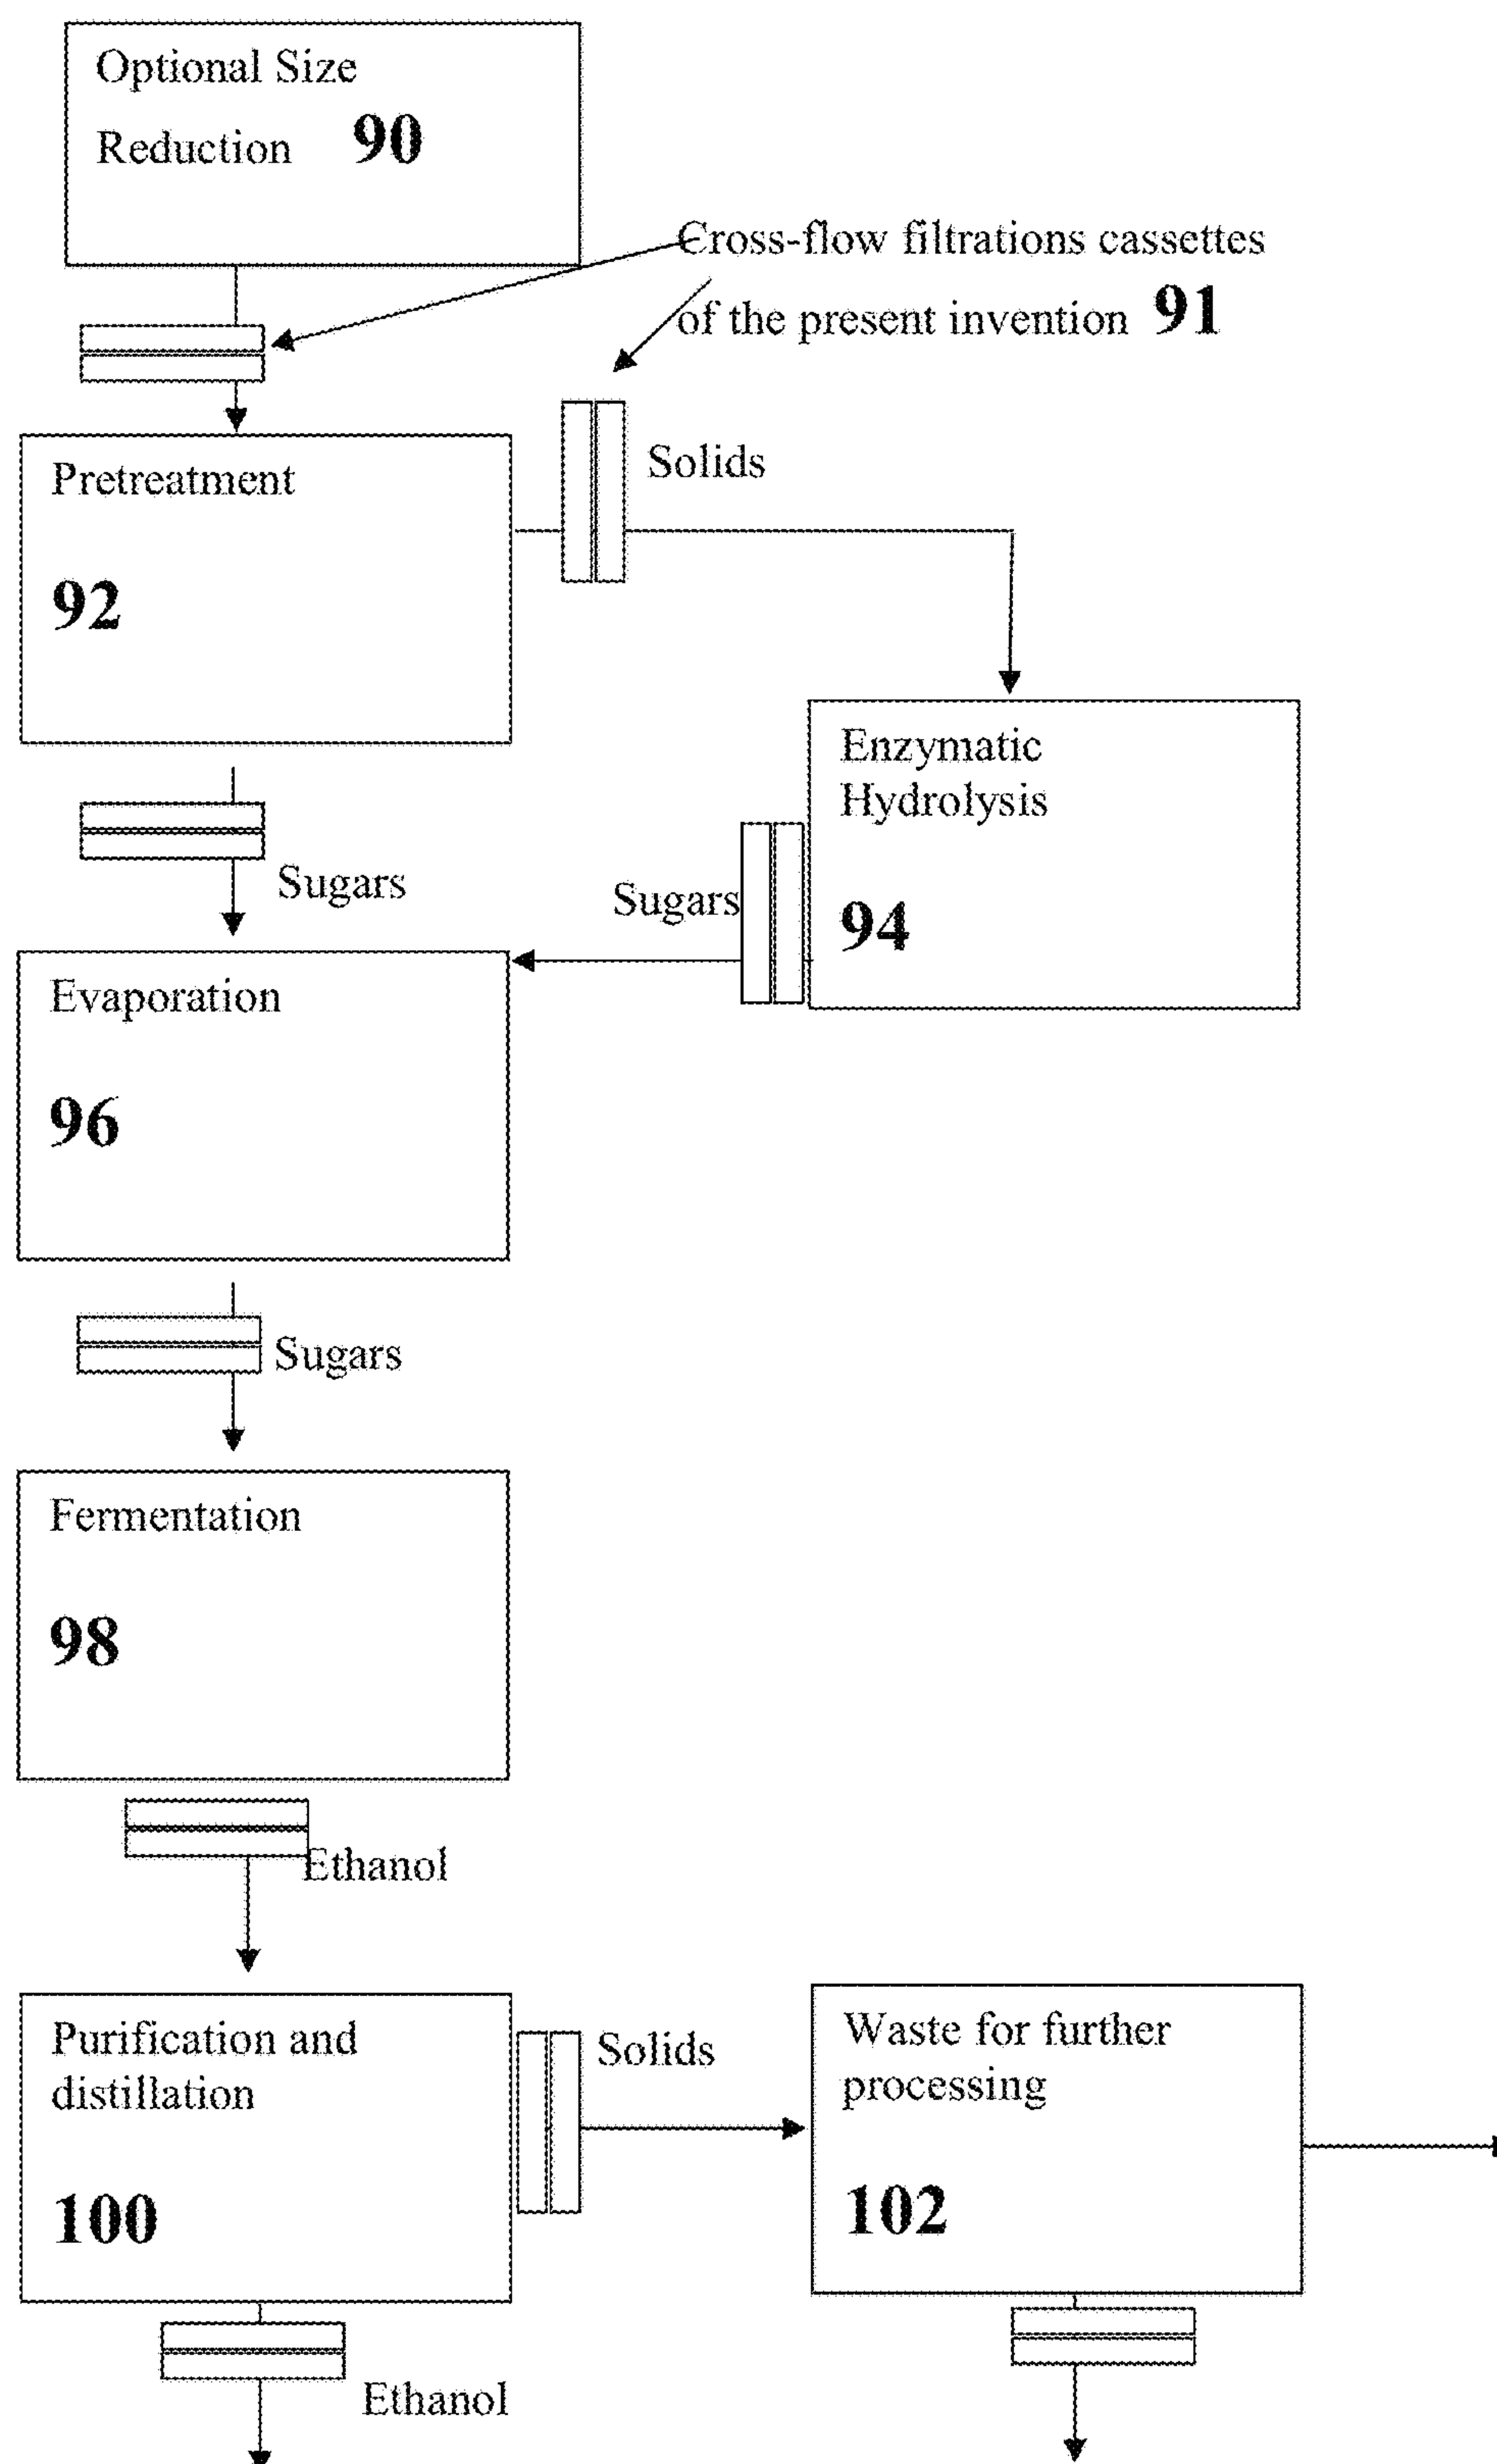 Optional Size
Reduction 90
Cross-flow filtrations cassettes
of the present invention 91
Pretreatment
92
Solids
Enzymatic
Hydrolysis
94
Sugars
Sugars
Evaporation
96
Sugars
Fermentation
98
Ethanol
Purification and
distillation
100
Solids
Waste for further
processing
102
Ethanol